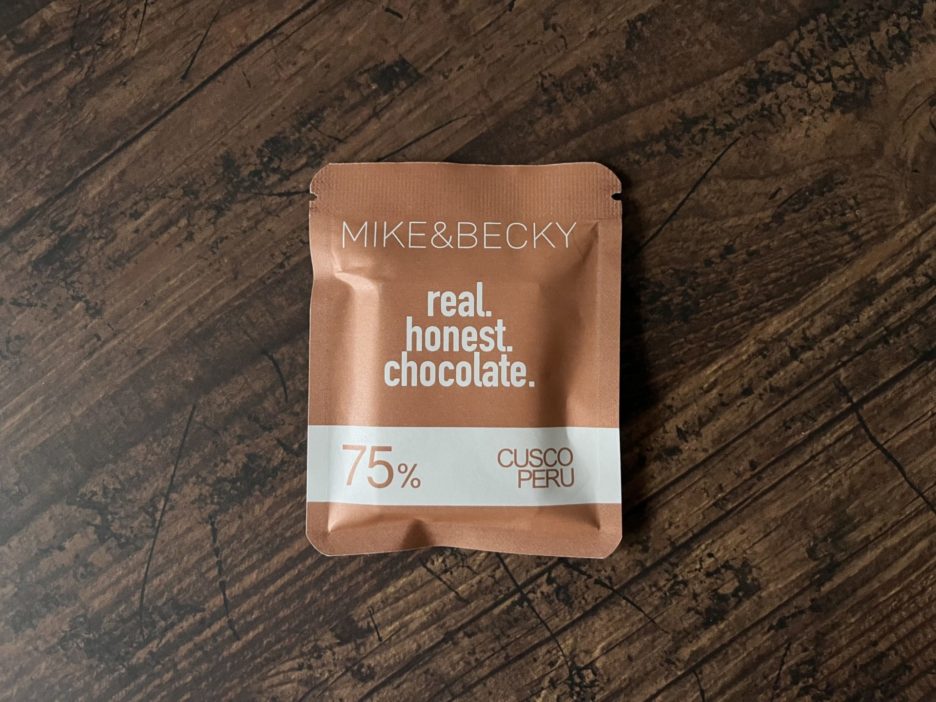 MIKE&BECKY
real.
honest.
chocolate.
75%
CUSCO
PERU